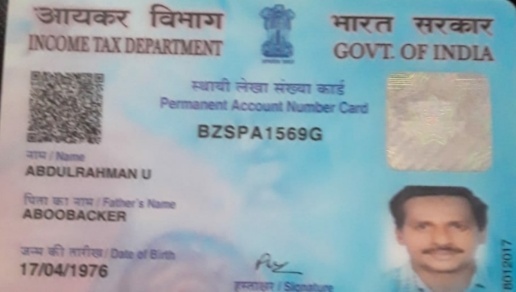 आयकर विभाग
INCOME TAX DEPARTMENT
भारत सरकार
GOVT. OF INDIA
स्थायी लेखा संख्या कार्ड
Permanent Account Number Card
BZSPA1569G
नाम / Name
ABDULRAHMAN U
पिता का नाम / Father's Name
ABOOBACKER
जन्म की तारीख / Date of Birth
17/04/1976
हस्ताक्षर / Signature
8012017